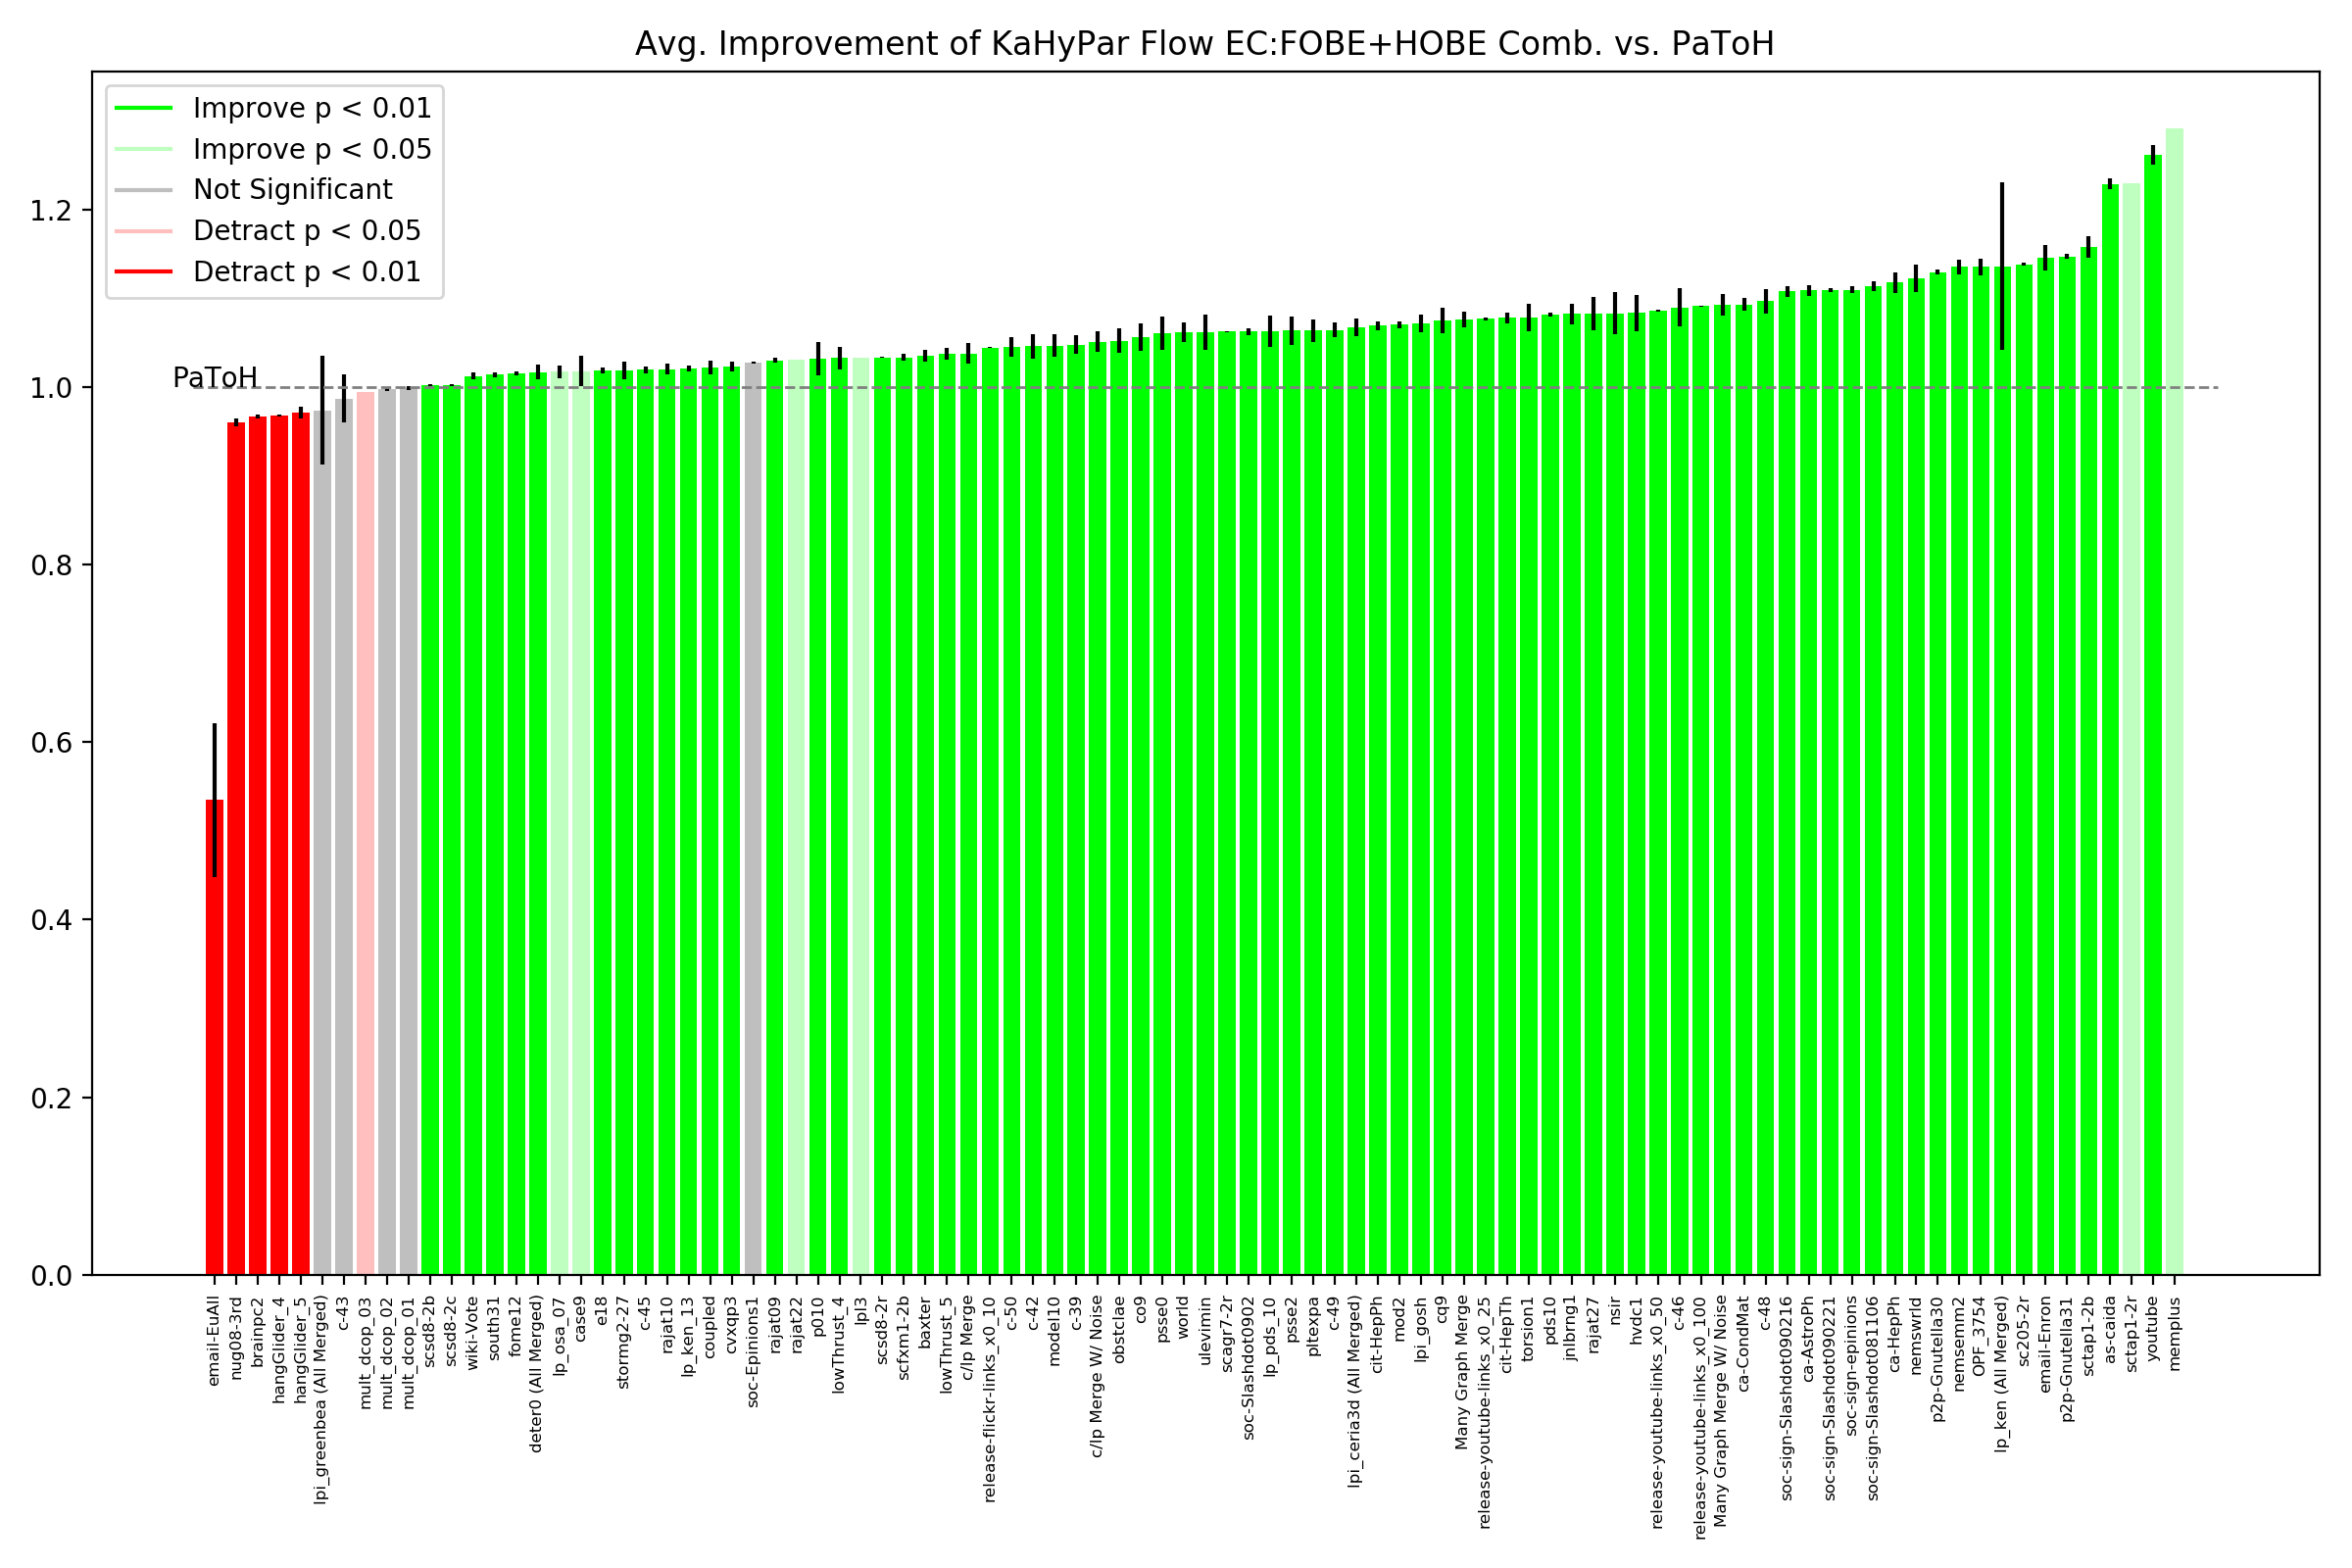 Avg. Improvement of KaHyPar Flow EC:FOBE+HOBE Comb. vs. PaToH
Improve p < 0.01
Improve p < 0.05
Not Significant
Detract p < 0.05
Detract p < 0.01
1.2
1.0
0.8
0.6
0.4
0.2
0.0
PaToH
email-EuAll
nug08-3rd
brainpc2
hangGlider_4
hangGlider_5
lpi_greenbea (All Merged)
c-43
mult_dcop_03
mult_dcop_02
mult_dcop_01
scsd8-2b
scsd8-2c
wiki-Vote
south31
fome12
deter0 (All Merged)
lp_osa_07
case9
e18
stormg2-27
c-45
rajat10
lp_ken_13
coupled
cvxqp3
soc-Epinions1
rajat09
rajat22
p010
lowThrust_4
lpl3
scsd8-2r
scfxm1-2b
baxter
lowThrust_5
c/lp Merge
release-flickr-links_x0_10
c-50
c-42
model10
c-39
c/lp Merge W/ Noise
obstclae
co9
psse0
world
ulevimin
scagr7-2r
soc-Slashdot0902
lp_pds_10
psse2
pltexpa
c-49
lpi_ceria3d (All Merged)
cit-HepPh
mod2
lpi_gosh
cq9
Many Graph Merge
release-youtube-links_x0_25
cit-HepTh
torsion1
pds10
jnlbrng1
rajat27
nsir
hvdc1
release-youtube-links_x0_50
c-46
release-youtube-links_x0_100
Many Graph Merge W/ Noise
ca-CondMat
c-48
soc-sign-Slashdot090216
ca-AstroPh
soc-sign-Slashdot090221
soc-sign-epinions
soc-sign-Slashdot081106
ca-HepPh
nemswrld
p2p-Gnutella30
nemsemm2
OPF_3754
lp_ken (All Merged)
sc205-2r
email-Enron
p2p-Gnutella31
sctap1-2b
as-caida
sctap1-2r
youtube
memplus